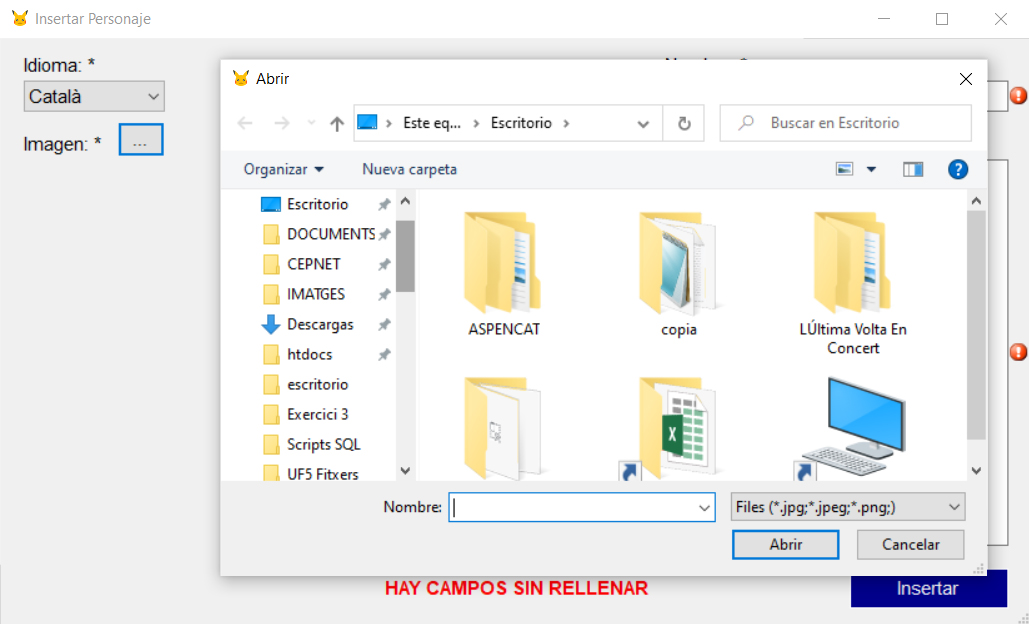 Insertar Personaje
Idioma: *
Català
Imagen: *
...
Abrir
Este eq...
Escritorio
Buscar en Escritorio
Organizar
Nueva carpeta
Escritorio
DOCUMENTS
CEPNET
IMATGES
Descargas
htdocs
escritorio
Exercici 3
Scripts SQL
UF5 Fitxers
ASPENCAT
copia
LÚltima Volta En
Concert
Nombre:
Files (*.jpg;*.jpeg;*.png;)
Abrir
Cancelar
HAY CAMPOS SIN RELLENAR
Insertar